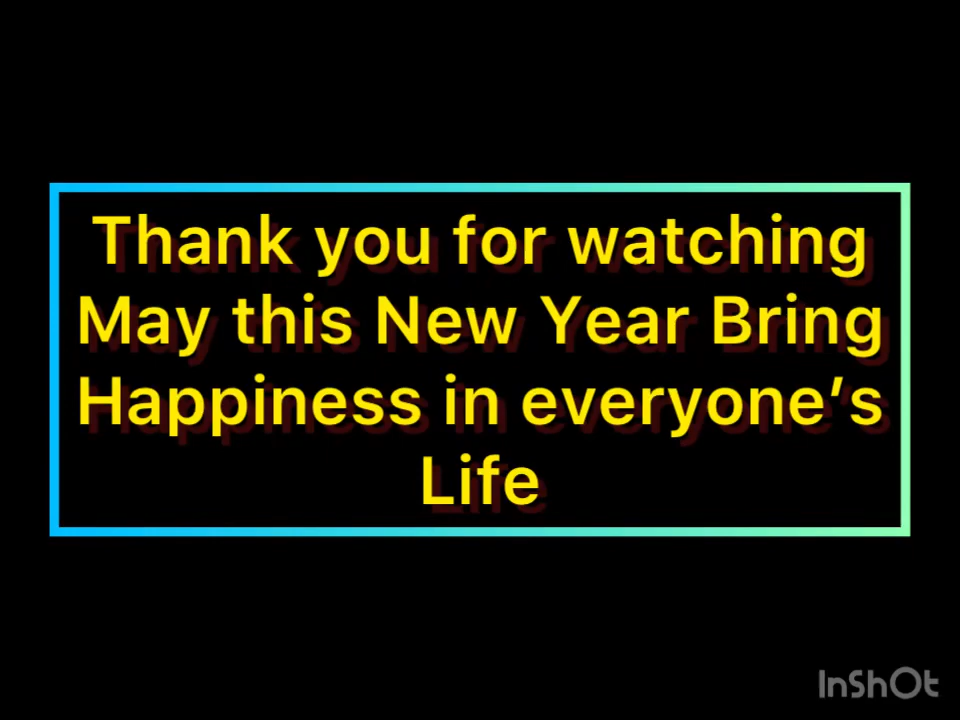 Thank you for watching
May this New Year Bring
Happiness in everyone’s
Life
InShOt